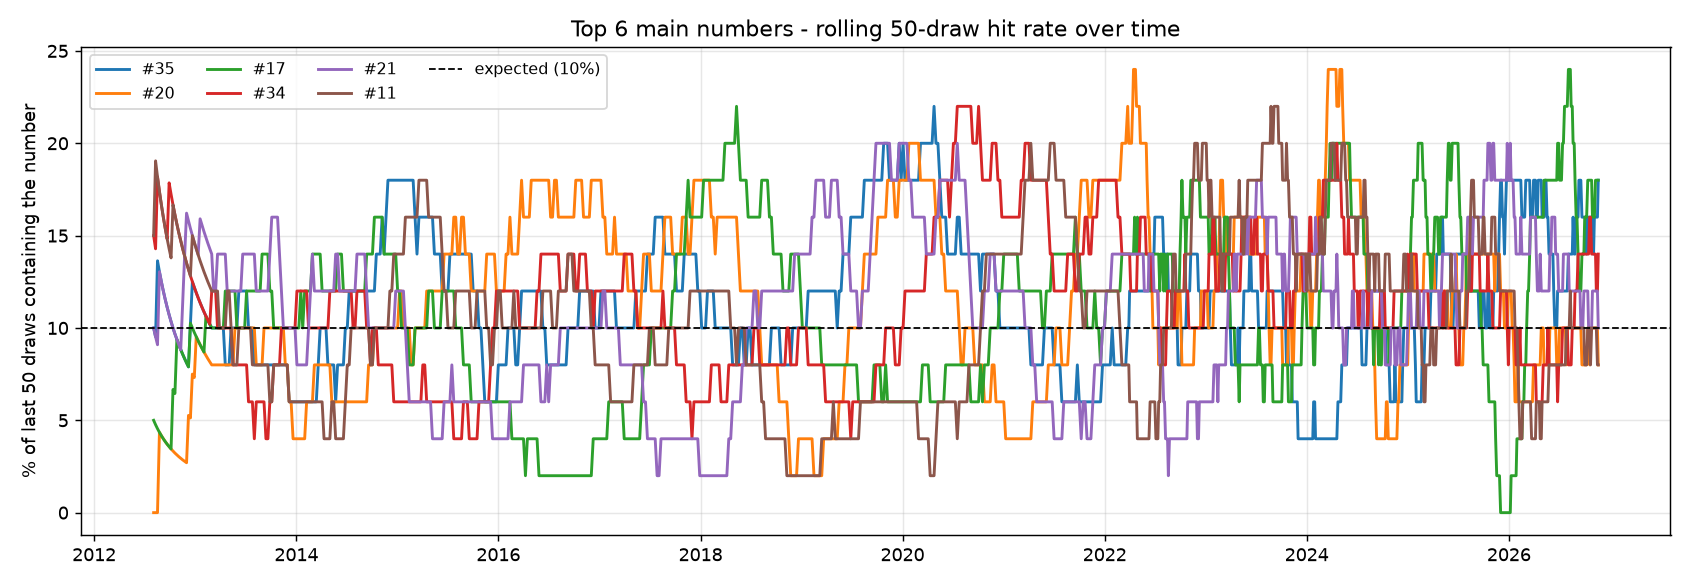 Top 6 main numbers - rolling 50-draw hit rate over time
% of last 50 draws containing the number
25
20
15
10
5
0
#35 #17 #21 expected (10%)
#20 #34 #11
2012 2014 2016 2018 2020 2022 2024 2026